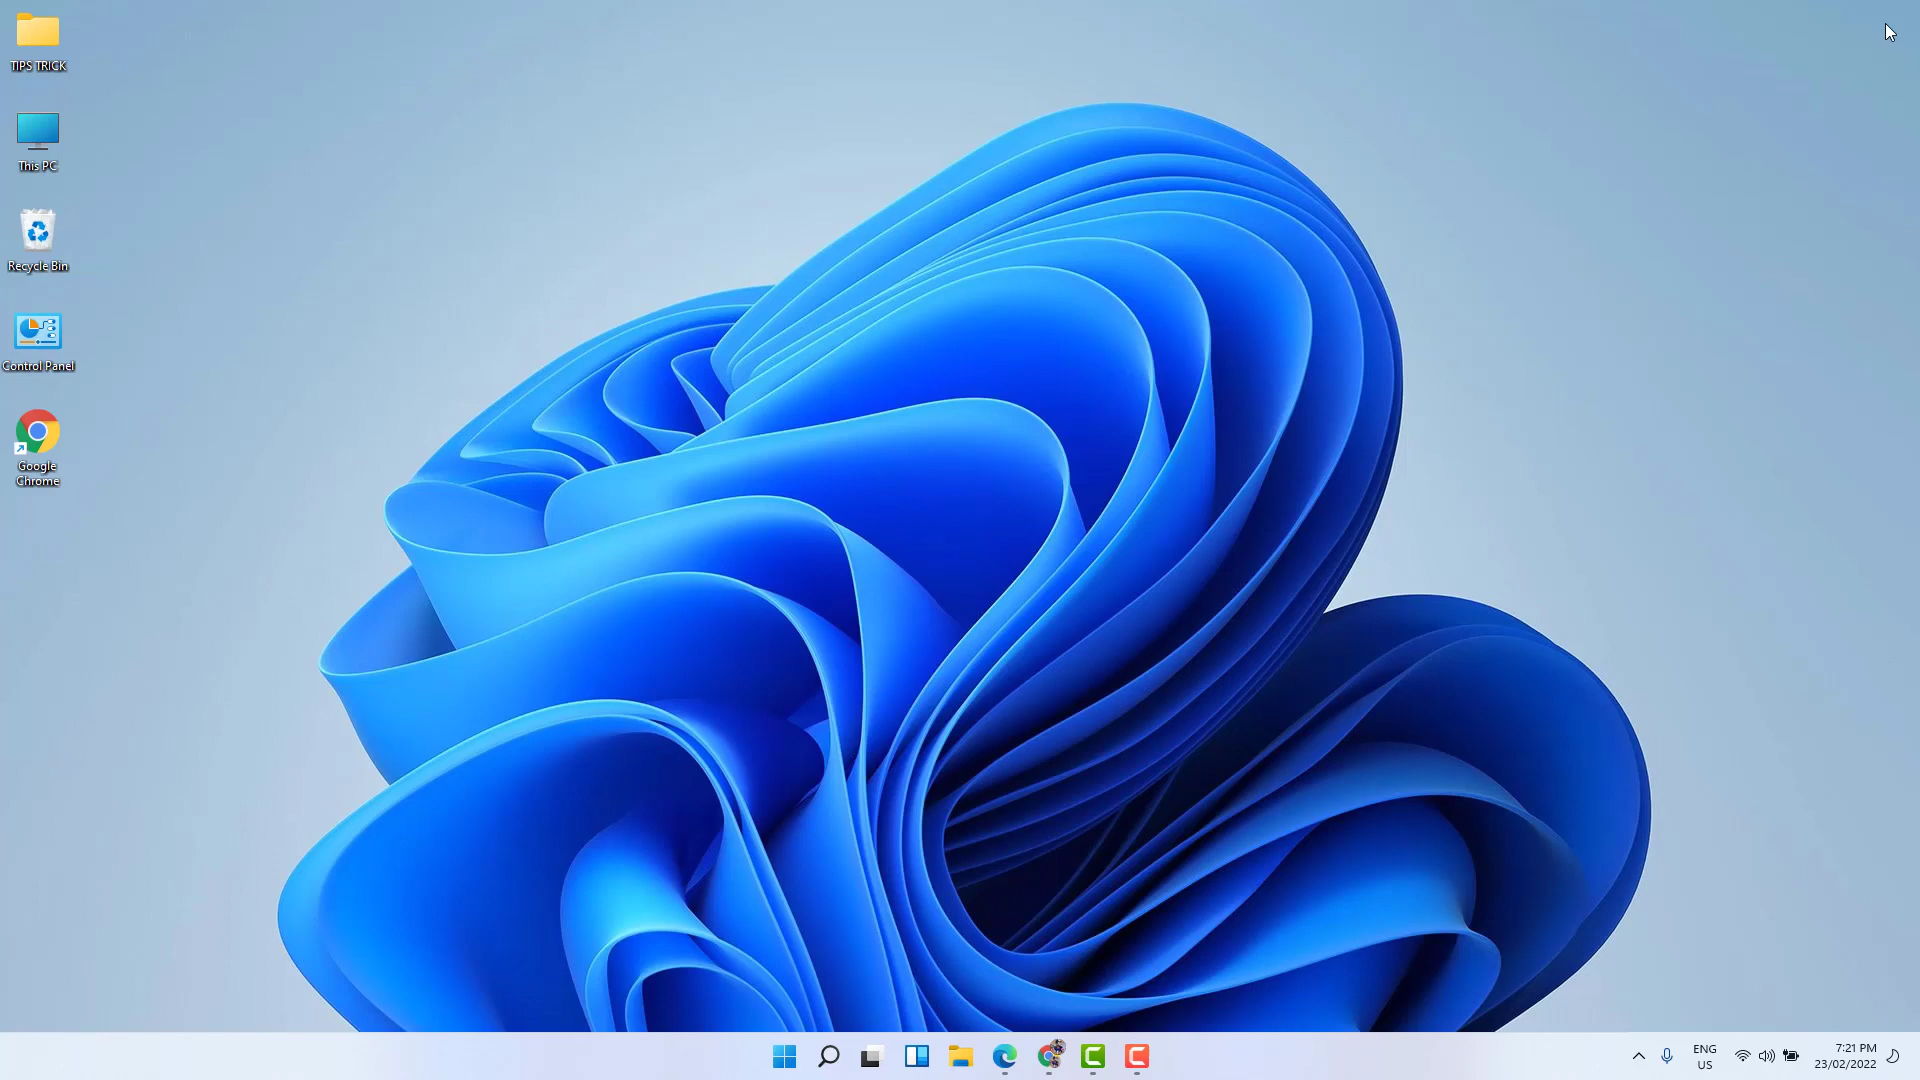 TIPS TRICK
This PC
Recycle Bin
Control Panel
Google
Chrome
ENG
US
7:21 PM
23/02/2022